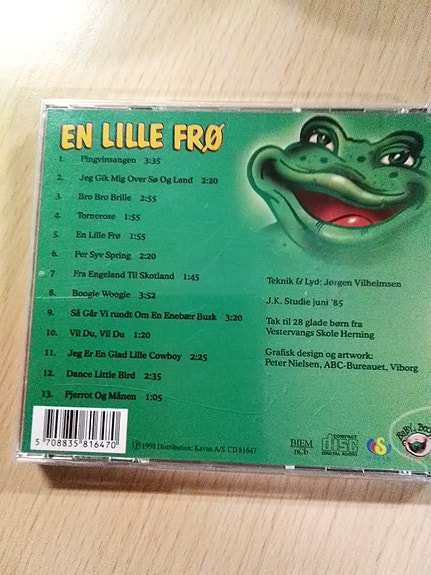 EN LILLE FRØ
1. Pingvinsangen 3:35
2. Jeg Gik Mig Over Sø Og Land 2:20
3. Bro Bro Brille 2:55
4. Tornerose 1:55
5. En Lille Frø 1:55
6. Per Syv Spring 2:20
7 Fra Engeland Til Skotland 1:45
8. Boogie Woogie 3:52
9. Så Går Vi rundt Om En Enebær Busk 3:20
10. Vil Du, Vil Du 1:20
11. Jeg Er En Glad Lille Cowboy 2:25
12. Dance Little Bird 2:35
13. Pjerrot Og Månen 1:05
Teknik & Lyd: Jørgen Vilhelmsen
J.K. Studie juni '85
Tak til 28 glade børn fra
Vestervangs Skole Herning
Grafisk design og artwork:
Peter Nielsen, ABC-Bureauet, Viborg
5 708835 816470
℗1998 Distribution: Kavan A/S CD 81647
BIEM
n©b
COMPACT
disc
DIGITAL AUDIO
BABY BOO